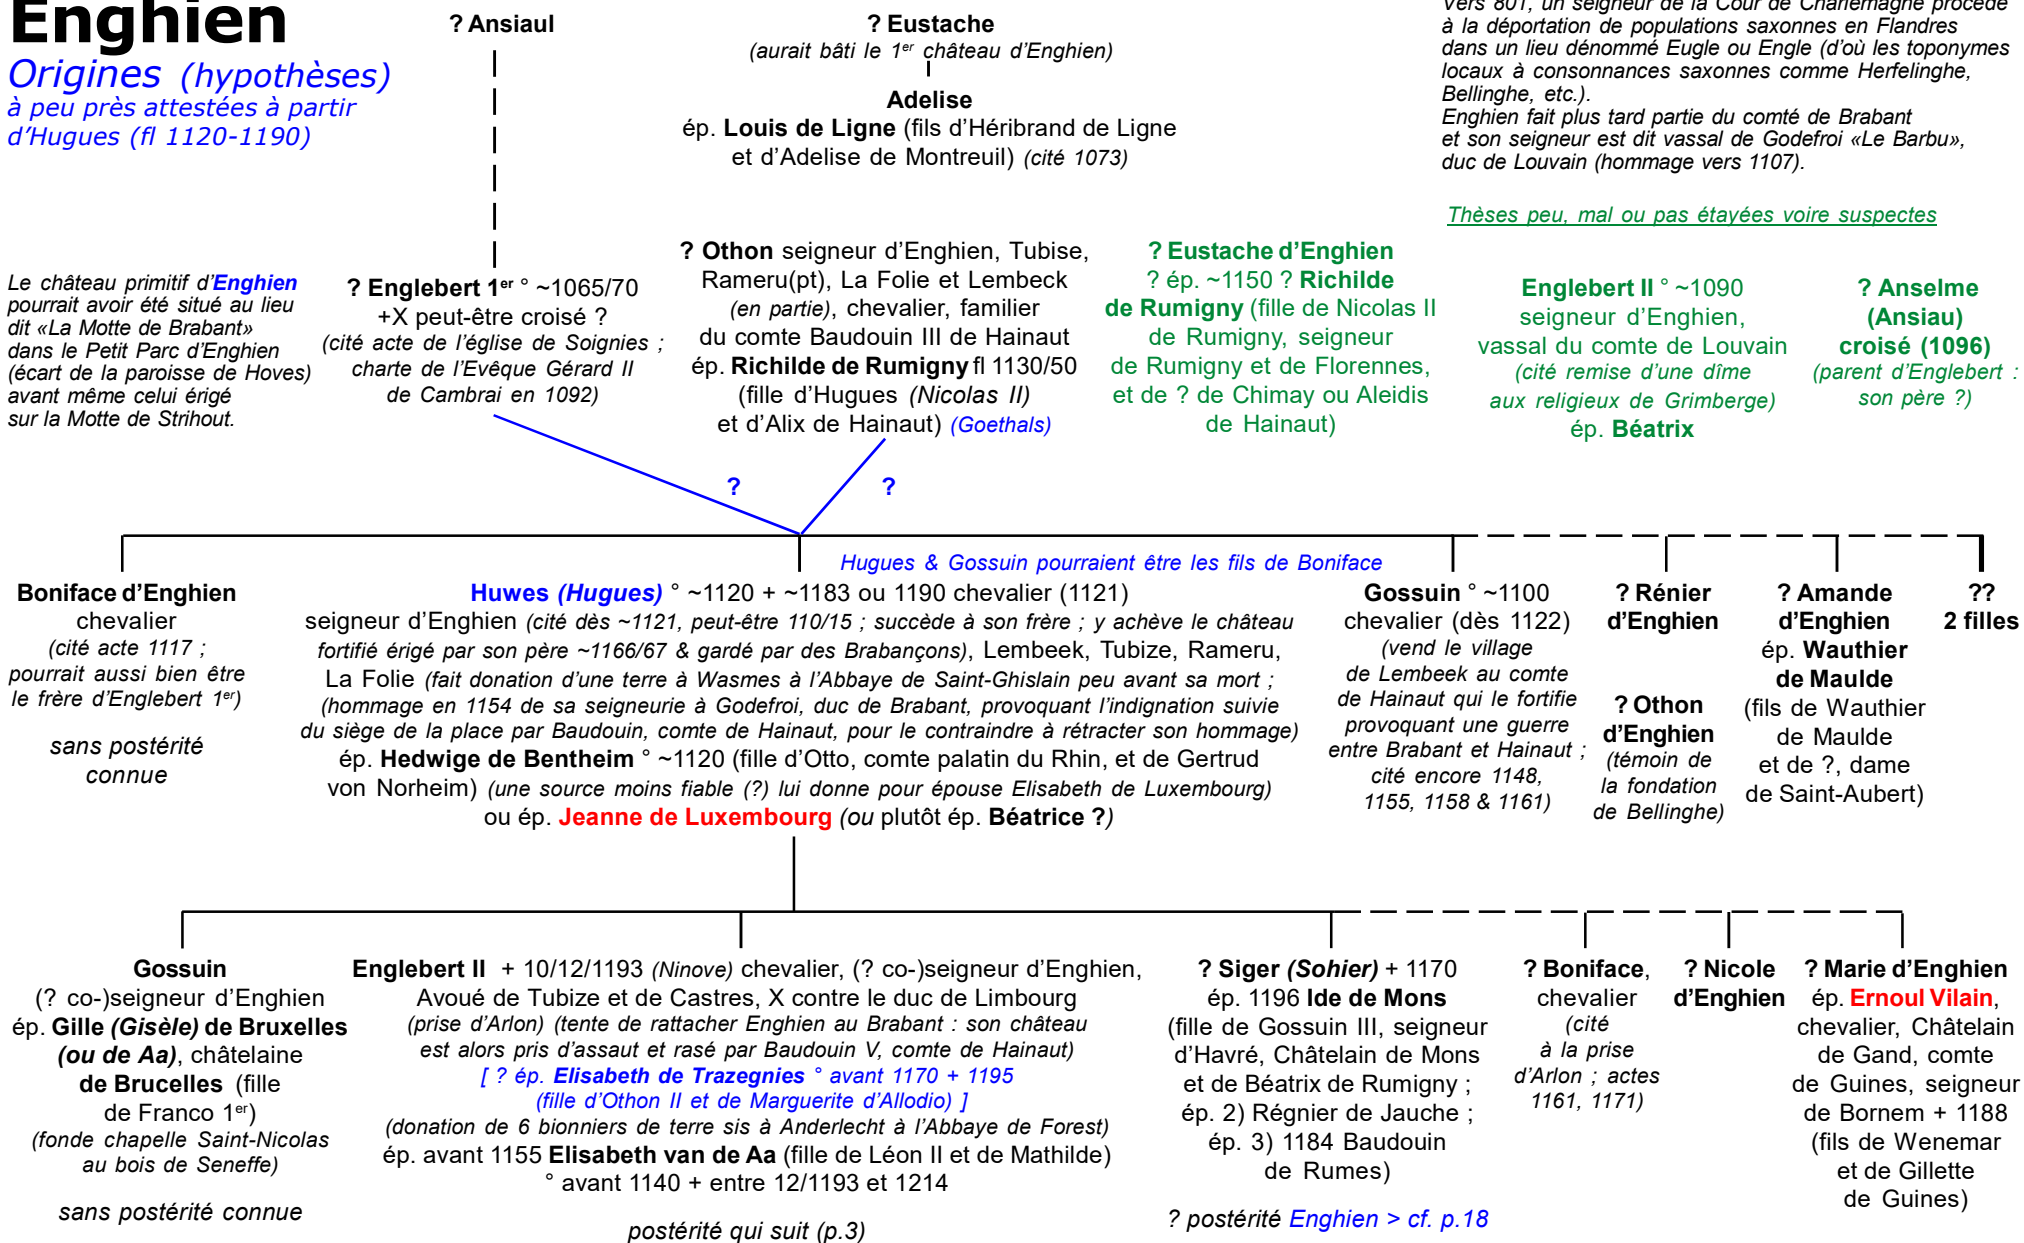 Enghien
Origines (hypothèses)
à peu près attestées à partir
d'Hugues (fl 1120-1190)
? Ansiaul
? Eustache
(aurait bâti le 1er château d'Enghien)
Adelise
ép. Louis de Ligne (fils d'Héribrand de Ligne
et d'Adelise de Montreuil) (cité 1073)
Vers 801, un seigneur de la Cour de Charlemagne procède
à la déportation de populations saxonnes en Flandres
dans un lieu dénommé Eugle ou Engle (d'où les toponymes
locaux à consonnances saxonnes comme Herfelinghe,
Bellinghe, etc.).
Enghien fait plus tard partie du comté de Brabant
et son seigneur est dit vassal de Godefroi «Le Barbu»,
duc de Louvain (hommage vers 1107).
Thèses peu, mal ou pas étayées voire suspectes
Le château primitif d'Enghien
pourrait avoir été situé au lieu
dit «La Motte de Brabant»
dans le Petit Parc d'Enghien
(écart de la paroisse de Hoves)
avant même celui érigé
sur la Motte de Strihout.
? Englebert 1er ° ~1065/70
+X peut-être croisé ?
(cité acte de l'église de Soignies ;
charte de l'Evêque Gérard II
de Cambrai en 1092)
? Othon seigneur d'Enghien, Tubise,
Rameru(pt), La Folie et Lembeck
(en partie), chevalier, familier
du comte Baudouin III de Hainaut
ép. Richilde de Rumigny fl 1130/50
(fille d'Hugues (Nicolas II)
et d'Alix de Hainaut) (Goethals)
? Eustache d'Enghien
? ép. ~1150 ? Richilde
de Rumigny (fille de Nicolas II
de Rumigny, seigneur
de Rumigny et de Florennes,
et de ? de Chimay ou Aleidis
de Hainaut)
Englebert II ° ~1090
seigneur d'Enghien,
vassal du comte de Louvain
(cité remise d'une dîme
aux religieux de Grimberge)
ép. Béatrix
? Anselme
(Ansiau)
croisé (1096)
(parent d'Englebert :
son père ?)
? ?
Hugues & Gossuin pourraient être les fils de Boniface
Boniface d'Enghien
chevalier
(cité acte 1117 ;
pourrait aussi bien être
le frère d'Englebert 1er)
sans postérité
connue
Huwes (Hugues) ° ~1120 + ~1183 ou 1190 chevalier (1121)
seigneur d'Enghien (cité dès ~1121, peut-être 110/15 ; succède à son frère ; y achève le château
fortifié érigé par son père ~1166/67 & gardé par des Brabançons), Lembeek, Tubize, Rameru,
La Folie (fait donation d'une terre à Wasmes à l'Abbaye de Saint-Ghislain peu avant sa mort ;
(hommage en 1154 de sa seigneurie à Godefroi, duc de Brabant, provoquant l'indignation suivie
du siège de la place par Baudouin, comte de Hainaut, pour le contraindre à rétracter son hommage)
ép. Hedwige de Bentheim ° ~1120 (fille d'Otto, comte palatin du Rhin, et de Gertrud
von Norheim) (une source moins fiable (?) lui donne pour épouse Elisabeth de Luxembourg)
ou ép. Jeanne de Luxembourg (ou plutôt ép. Béatrice ?)
Gossuin ° ~1100
chevalier (dès 1122)
(vend le village
de Lembeek au comte
de Hainaut qui le fortifie
provoquant une guerre
entre Brabant et Hainaut ;
cité encore 1148,
1155, 1158 & 1161)
? Rénier
d'Enghien
? Othon
d'Enghien
(témoin de
la fondation
de Bellinghe)
? Amande
d'Enghien
ép. Wauthier
de Maulde
(fils de Wauthier
de Maulde
et de ?, dame
de Saint-Aubert)
??
2 filles
Gossuin
(? co-)seigneur d'Enghien
ép. Gille (Gisèle) de Bruxelles
(ou de Aa), châtelaine
de Brucelles (fille
de Franco 1er)
(fonde chapelle Saint-Nicolas
au bois de Seneffe)
sans postérité connue
Englebert II + 10/12/1193 (Ninove) chevalier, (? co-)seigneur d'Enghien,
Avoué de Tubize et de Castres, X contre le duc de Limbourg
(prise d'Arlon) (tente de rattacher Enghien au Brabant : son château
est alors pris d'assaut et rasé par Baudouin V, comte de Hainaut)
[ ? ép. Elisabeth de Trazegnies ° avant 1170 + 1195
(fille d'Othon II et de Marguerite d'Allodio) ]
(donation de 6 bionniers de terre sis à Anderlecht à l'Abbaye de Forest)
ép. avant 1155 Elisabeth van de Aa (fille de Léon II et de Mathilde)
° avant 1140 + entre 12/1193 et 1214
postérité qui suit (p.3)
? Siger (Sohier) + 1170
ép. 1196 Ide de Mons
(fille de Gossuin III, seigneur
d'Havré, Châtelain de Mons
et de Béatrix de Rumigny ;
ép. 2) Régnier de Jauche ;
ép. 3) 1184 Baudouin
de Rumes)
? postérité Enghien > cf. p.18
? Boniface,
chevalier
(cité
à la prise
d'Arlon ; actes
1161, 1171)
? Nicole
d'Enghien
? Marie d'Enghien
ép. Ernoul Vilain,
chevalier, Châtelain
de Gand, comte
de Guines, seigneur
de Bornem + 1188
(fils de Wenemar
et de Gillette
de Guines)